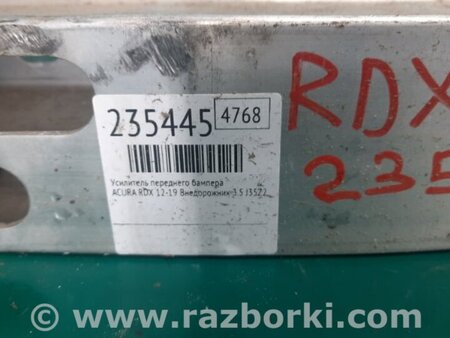 235445 4768
Усилитель переднего бампера
ACURA RDX 12-19 Внедорожник 3.5 J35Z2
RDX
235
© www.razborki.com